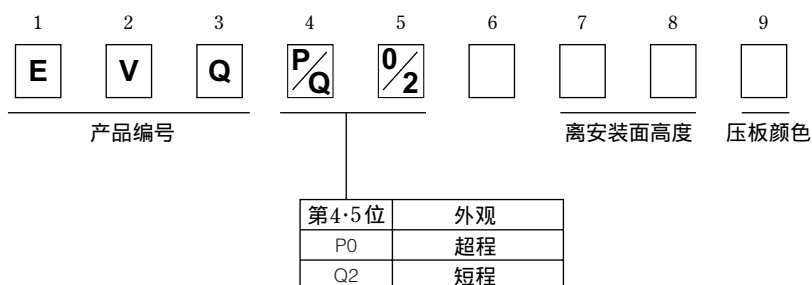 1 2 3 4 5 6 7 8 9
E V Q P/Q 0/2
产品编号 离安装面高度 压板颜色
第4·5位 外观
P0 超程
Q2 短程